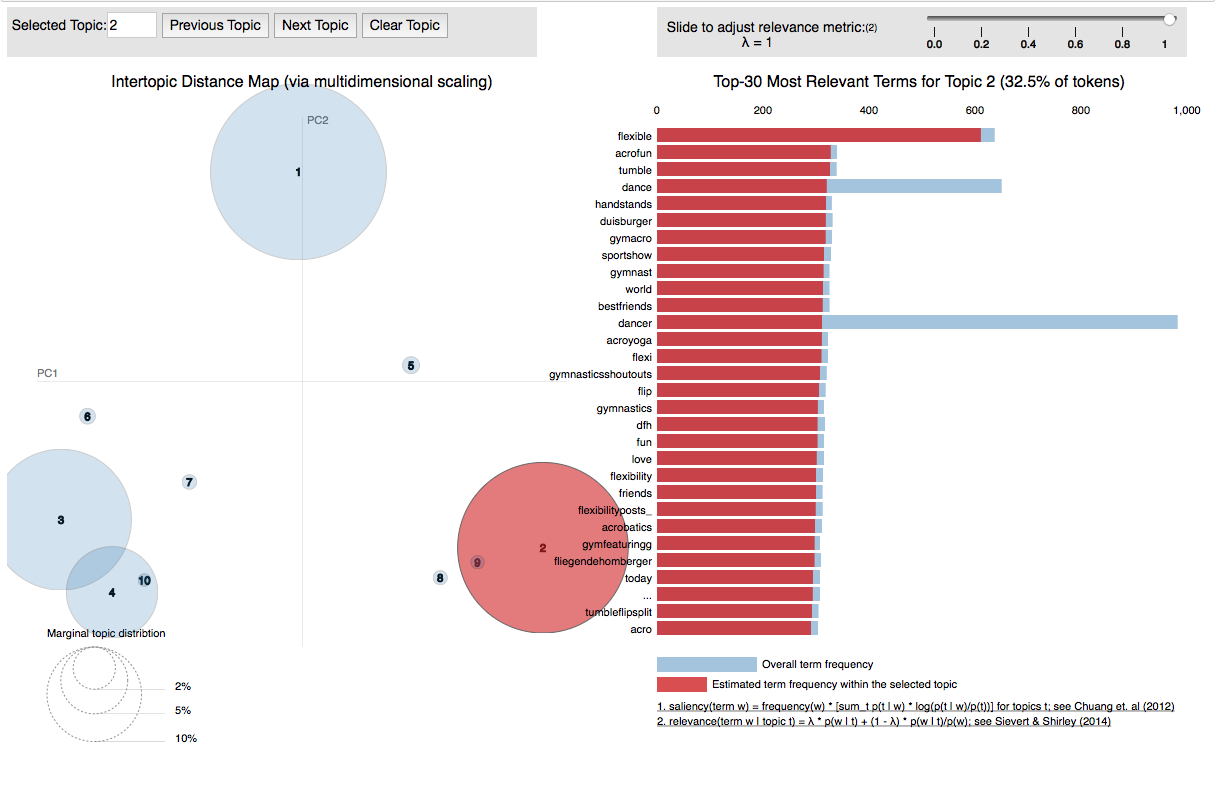 Selected Topic: 2 Previous Topic Next Topic Clear Topic
Slide to adjust relevance metric:(2)
λ = 1
0.0 0.2 0.4 0.6 0.8 1
Intertopic Distance Map (via multidimensional scaling)
PC2
1
5
PC1
6
7
3
2
9
8
10
4
Marginal topic distribtion
2%
5%
10%
Top-30 Most Relevant Terms for Topic 2 (32.5% of tokens)
0 200 400 600 800 1,000
flexible
acrofun
tumble
dance
handstands
duisburger
gymacro
sportshow
gymnast
world
bestfriends
dancer
acroyoga
flexi
gymnasticsshoutouts
flip
gymnastics
dfh
fun
love
flexibility
friends
flexibilityposts_
acrobatics
gymfeaturingg
fliegendehomberger
today
...
tumbleflipsplit
acro
Overall term frequency
Estimated term frequency within the selected topic
1. saliency(term w) = frequency(w) * [sum_t p(t | w) * log(p(t | w)/p(t))] for topics t; see Chuang et. al (2012)
2. relevance(term w | topic t) = λ * p(w | t) + (1 - λ) * p(w | t)/p(w); see Sievert & Shirley (2014)